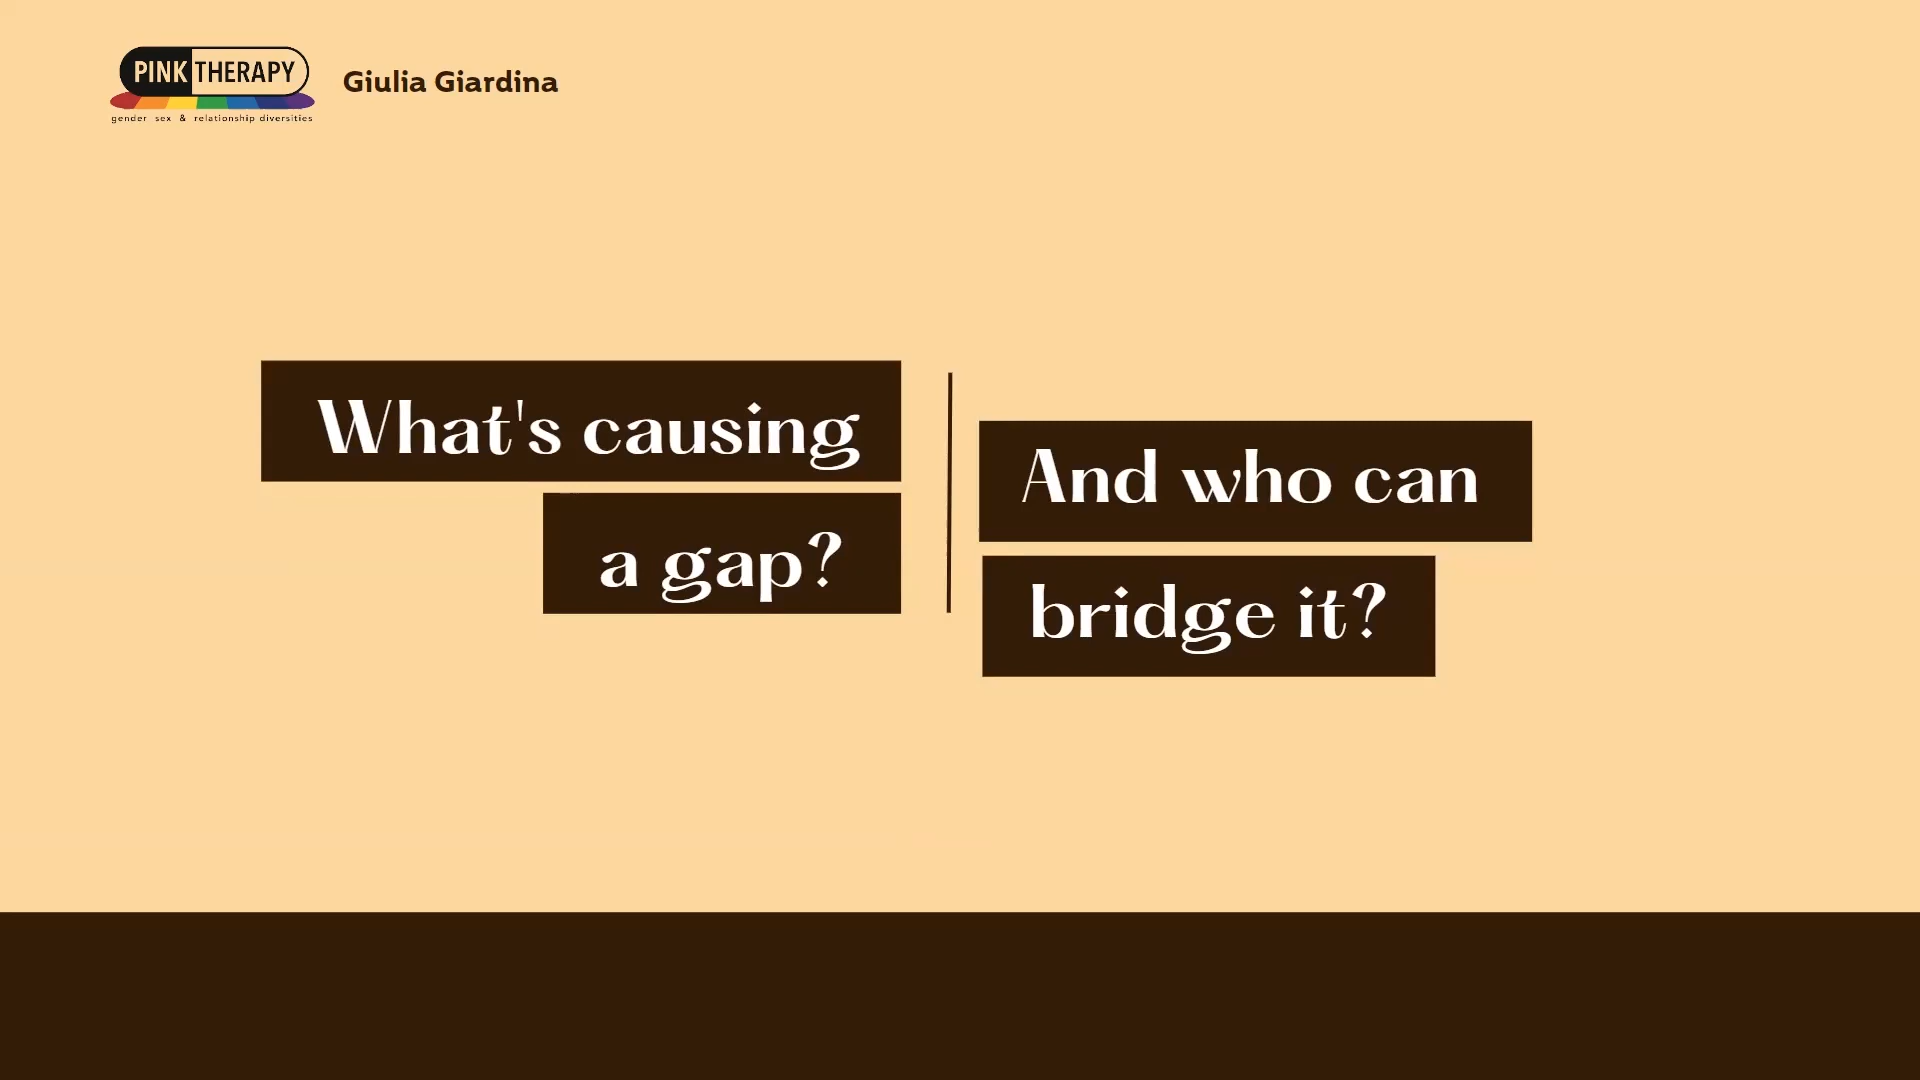 PINK THERAPY
gender sex & relationship diversities
Giulia Giardina
What's causing
a gap?
And who can
bridge it?